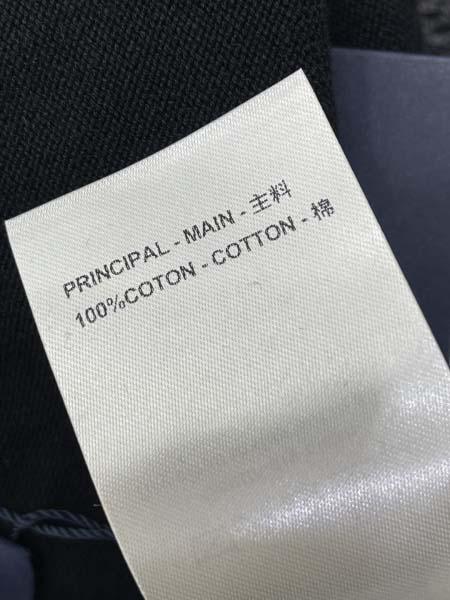 PRINCIPAL - MAIN - 主料
100%COTON - COTTON - 棉